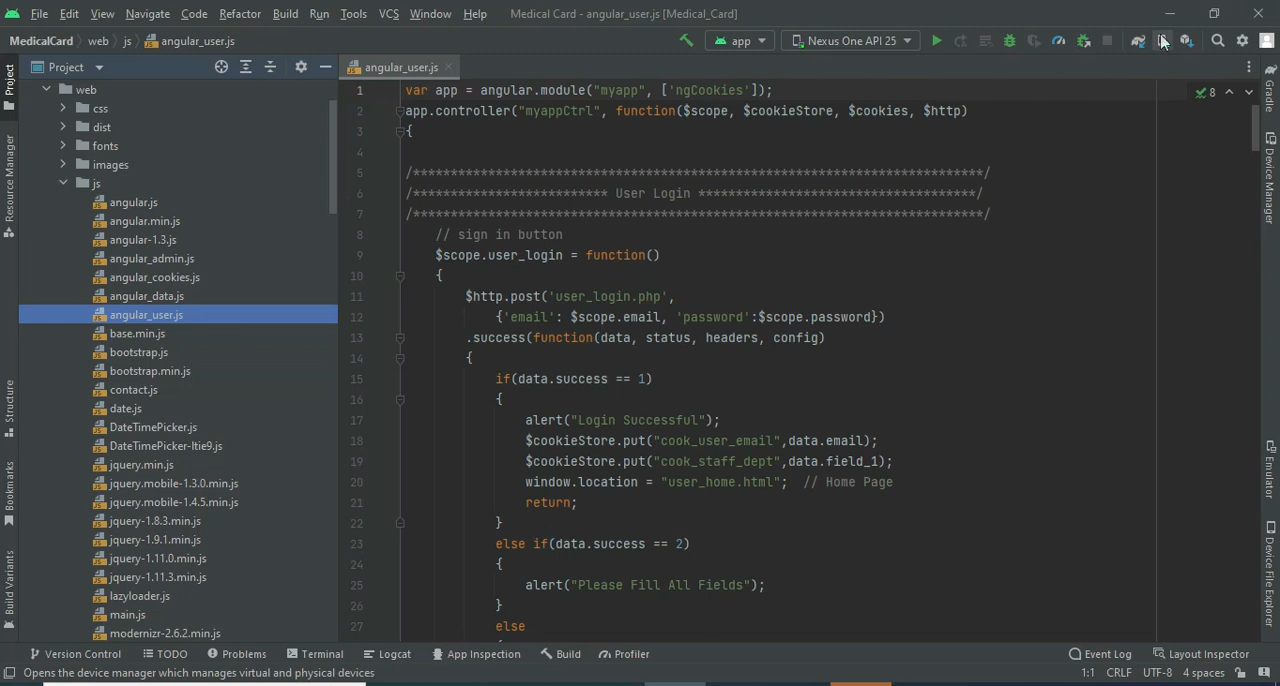 File Edit View Navigate Code Refactor Build Run Tools VCS Window Help Medical Card - angular_user.js [Medical_Card]
MedicalCard web js angular_user.js app Nexus One API 25
Project angular_user.js
Project
Resource Manager
Structure
Bookmarks
Build Variants
web
css
dist
fonts
images
js
angular.js
angular.min.js
angular-1.3.js
angular_admin.js
angular_cookies.js
angular_data.js
angular_user.js
base.min.js
bootstrap.js
bootstrap.min.js
contact.js
date.js
DateTimePicker.js
DateTimePicker-ltie9.js
jquery.min.js
jquery.mobile-1.3.0.min.js
jquery.mobile-1.4.5.min.js
jquery-1.8.3.min.js
jquery-1.9.1.min.js
jquery-1.11.0.min.js
jquery-1.11.3.min.js
lazyloader.js
main.js
modernizr-2.6.2.min.js
1 var app = angular.module("myapp", ['ngCookies']);
2 app.controller("myappCtrl", function($scope, $cookieStore, $cookies, $http)
3 {
4
5 /****************************************************************************/
6 /************************** User Login *************************************/
7 /****************************************************************************/
8 // sign in button
9 $scope.user_login = function()
10 {
11 $http.post('user_login.php',
12 {'email': $scope.email, 'password':$scope.password})
13 .success(function(data, status, headers, config)
14 {
15 if(data.success == 1)
16 {
17 alert("Login Successful");
18 $cookieStore.put("cook_user_email",data.email);
19 $cookieStore.put("cook_staff_dept",data.field_1);
20 window.location = "user_home.html"; // Home Page
21 return;
22 }
23 else if(data.success == 2)
24 {
25 alert("Please Fill All Fields");
26 }
27 else
8
Gradle
Device Manager
Emulator
Device File Explorer
Version Control TODO Problems Terminal Logcat App Inspection Build Profiler Event Log Layout Inspector
Opens the device manager which manages virtual and physical devices 1:1 CRLF UTF-8 4 spaces